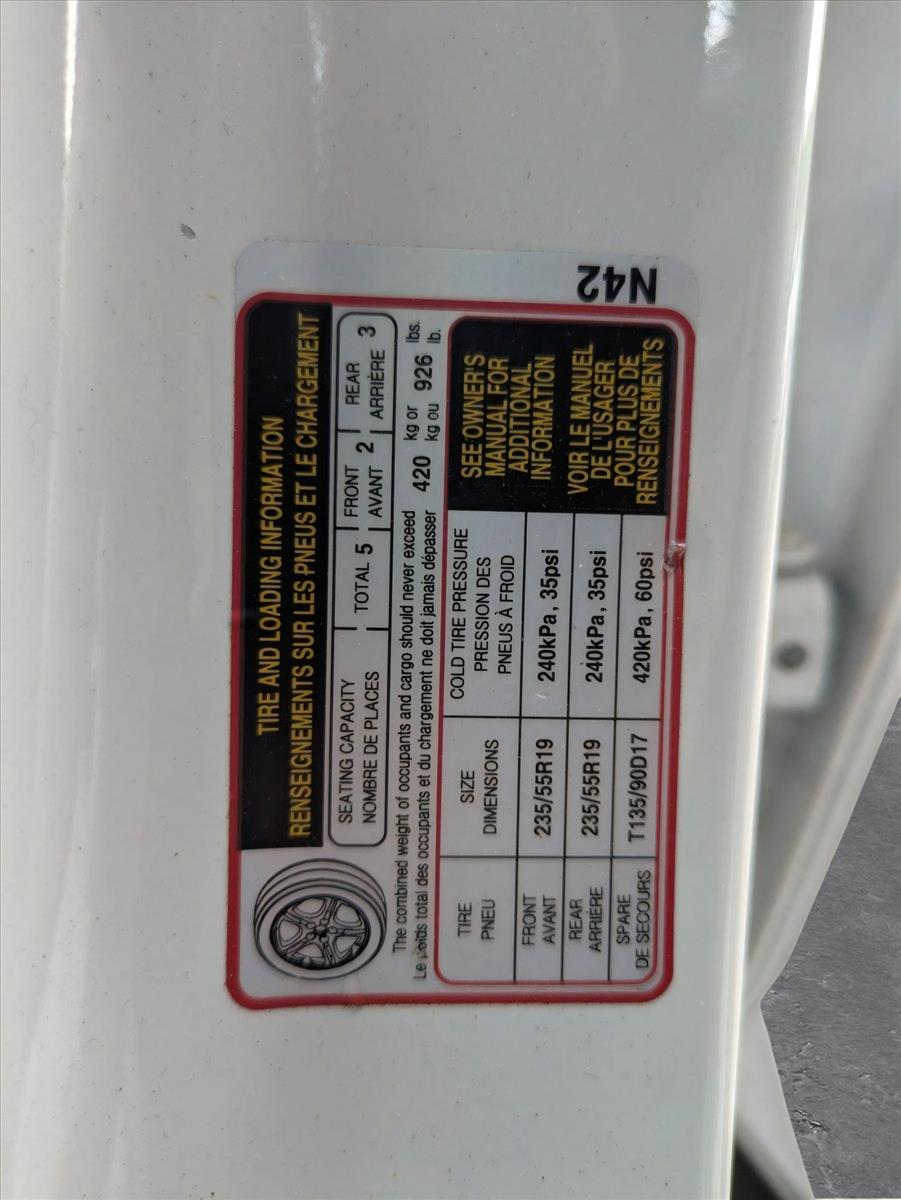 TIRE AND LOADING INFORMATION
RENSEIGNEMENTS SUR LES PNEUS ET LE CHARGEMENT
SEATING CAPACITY
NOMBRE DE PLACES
TOTAL 5
FRONT
AVANT 2
REAR
ARRIÈRE 3
The combined weight of occupants and cargo should never exceed 420 kg or 926 lbs.
Le poids total des occupants et du chargement ne doit jamais dépasser kg ou lb.
TIRE SIZE COLD TIRE PRESSURE
PNEU DIMENSIONS PRESSION DES
PNEUS À FROID
FRONT
AVANT 235/55R19 240kPa, 35psi
REAR
ARRIÈRE 235/55R19 240kPa, 35psi
SPARE
DE SECOURS T135/90D17 420kPa, 60psi
SEE OWNER'S
MANUAL FOR
ADDITIONAL
INFORMATION
VOIR LE MANUEL
DE L'USAGER
POUR PLUS DE
RENSEIGNEMENTS
N42